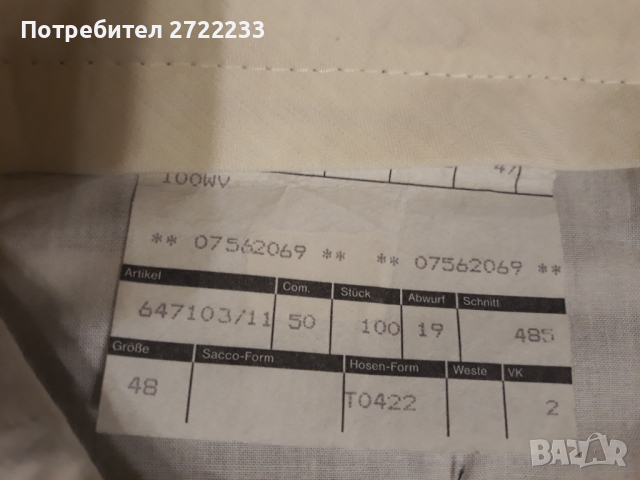 Потребител 2722233
47
100WV
** 07562069 ** ** 07562069 **
Artikel Com. Stück Abwurf Schnitt
647103/11 50 100 19 485
Größe Sacco-Form Hosen-Form Weste VK
48 T0422 2
BAZAR